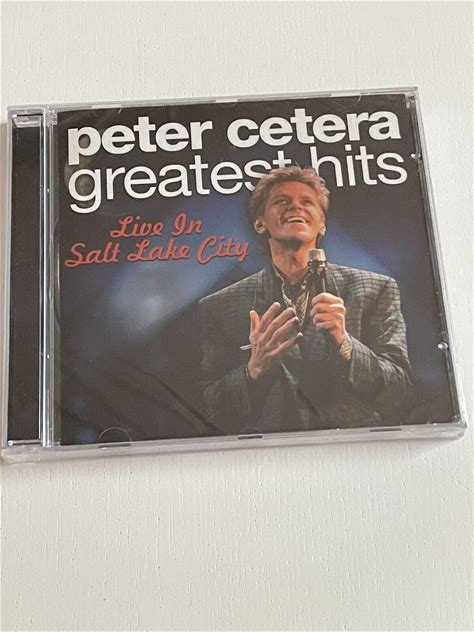 peter cetera
greatest hits
Live In
Salt Lake City